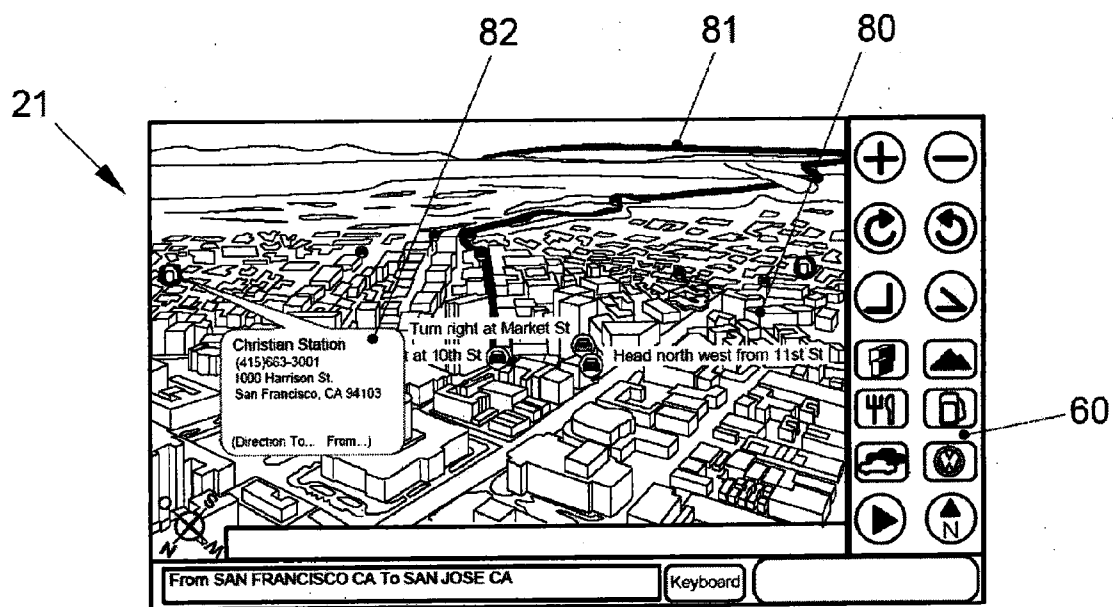 82
81
80
21
Turn right at Market St
at 10th St
Head north west from 11st St
Christian Station
(415)663-3001
1000 Harrison St.
San Francisco, CA 94103
(Direction To... From...)
60
N
S
N
M
From SAN FRANCISCO CA To SAN JOSE CA
Keyboard